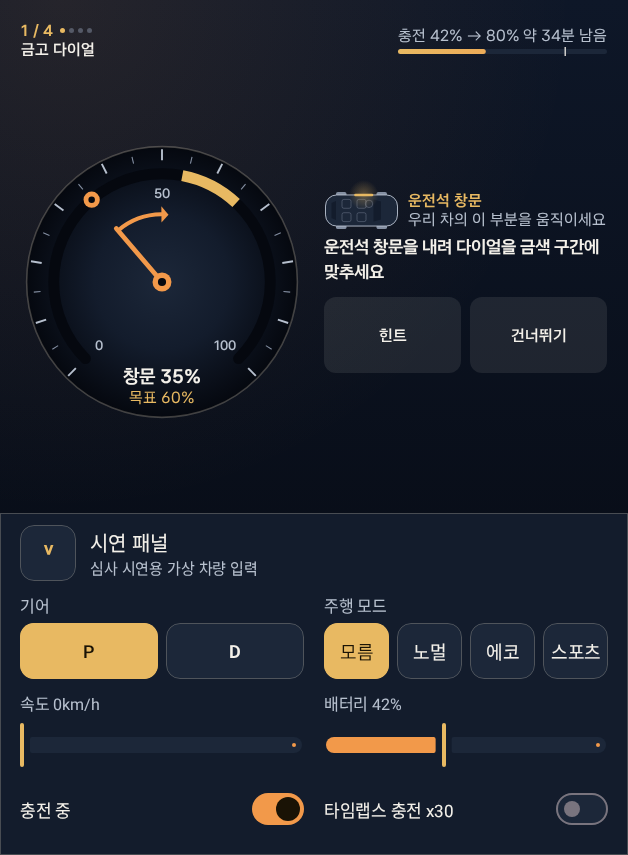 1 / 4
금고 다이얼
충전 42% → 80% 약 34분 남음
50
0
100
창문 35%
목표 60%
운전석 창문
우리 차의 이 부분을 움직이세요
운전석 창문을 내려 다이얼을 금색 구간에
맞추세요
힌트
건너뛰기
v
시연 패널
심사 시연용 가상 차량 입력
기어
P
D
주행 모드
모름
노멀
에코
스포츠
속도 0km/h
배터리 42%
충전 중
타임랩스 충전 x30